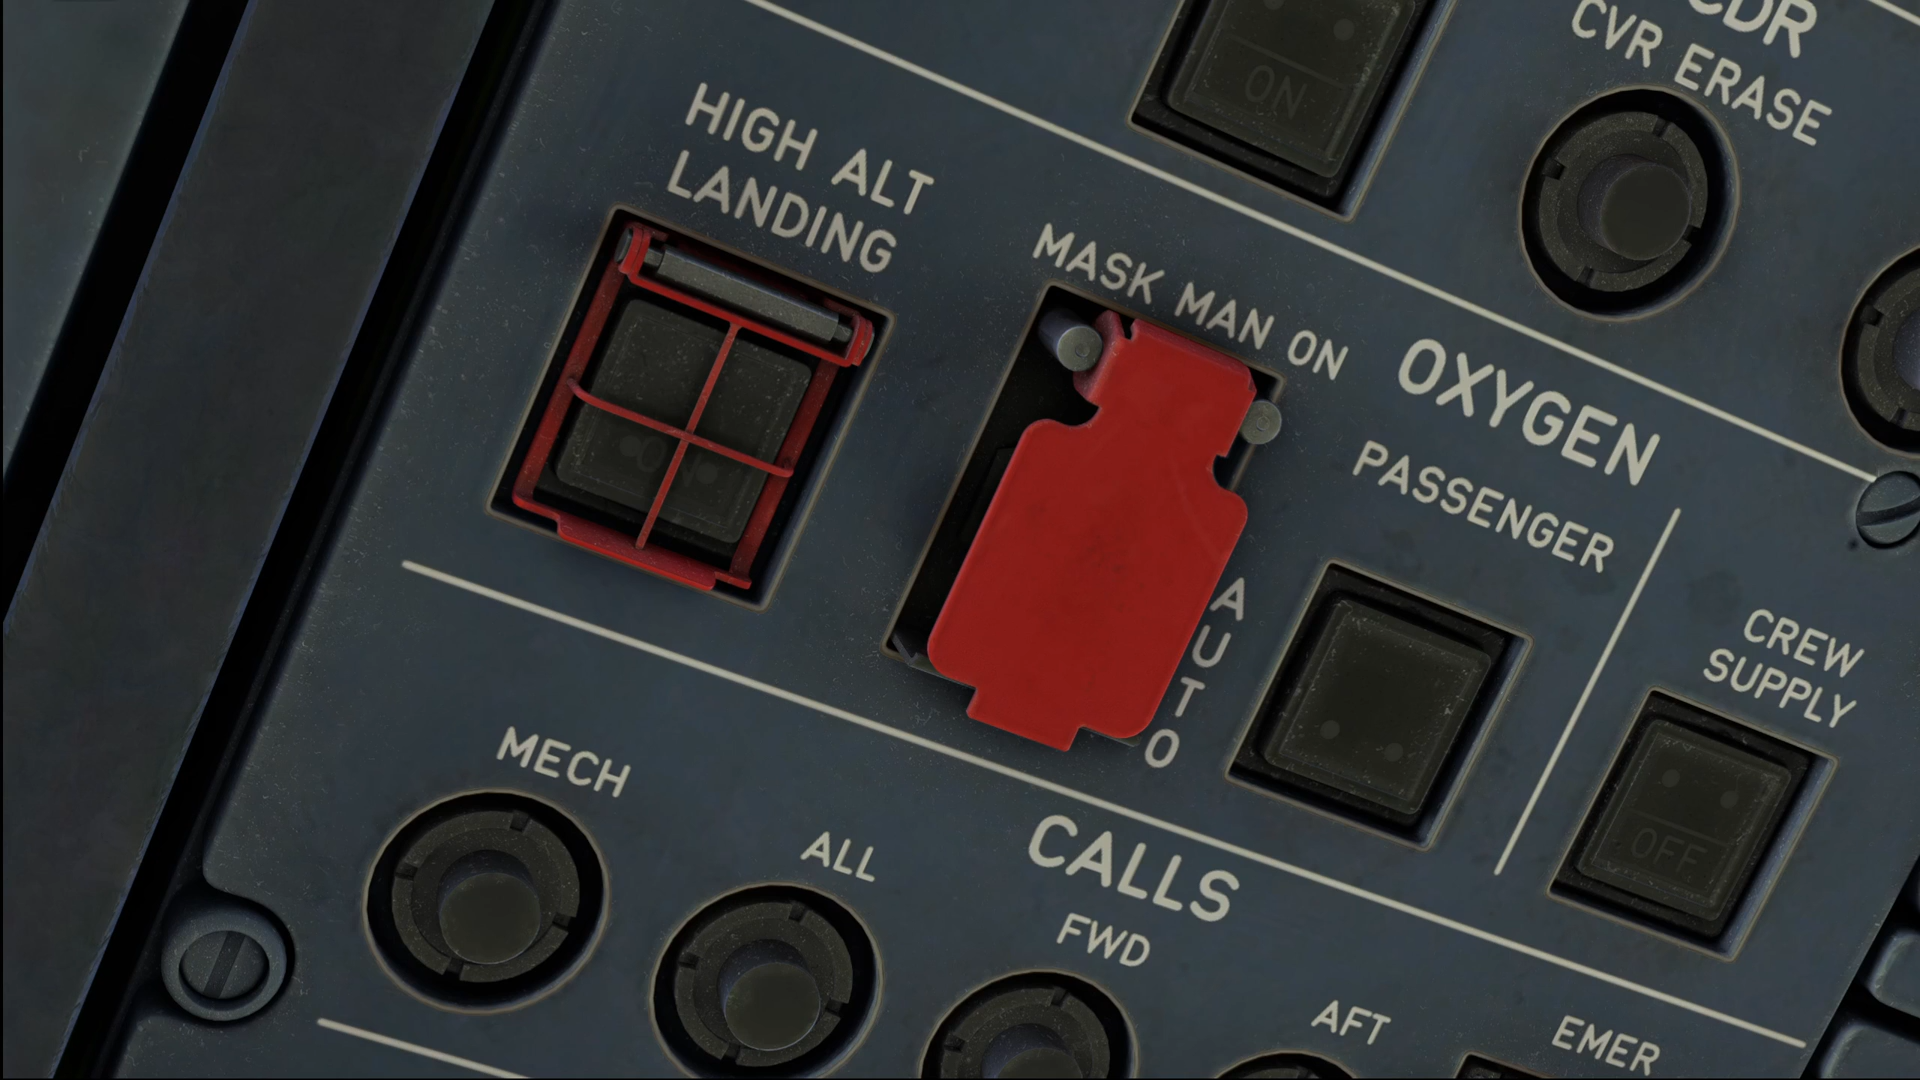 CDR
CVR ERASE
ON
HIGH ALT
LANDING
MASK MAN ON
OXYGEN
PASSENGER
AUTO
CREW
SUPPLY
OFF
MECH
ALL
CALLS
FWD
AFT
EMER